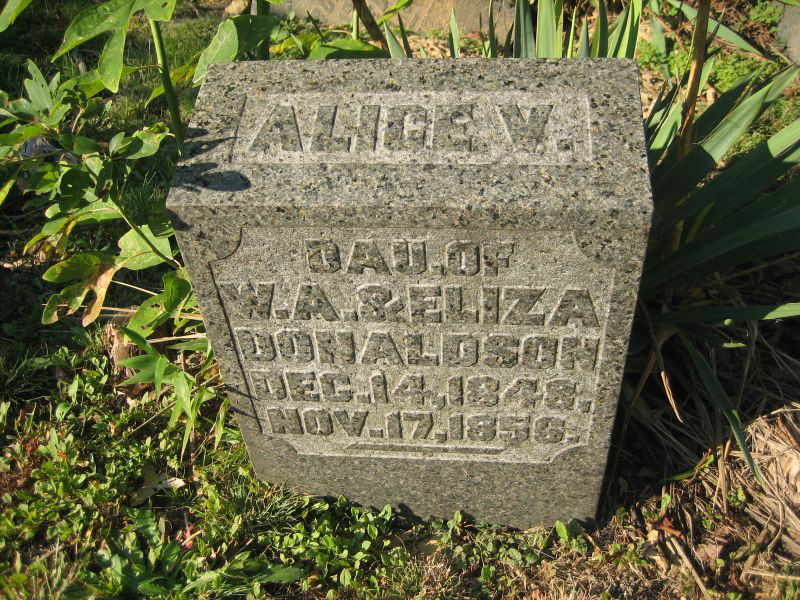 ALICE V.
DAU. OF
W. A. & ELIZA
DONALDSON
DEC. 14, 1848,
NOV. 17, 1856.